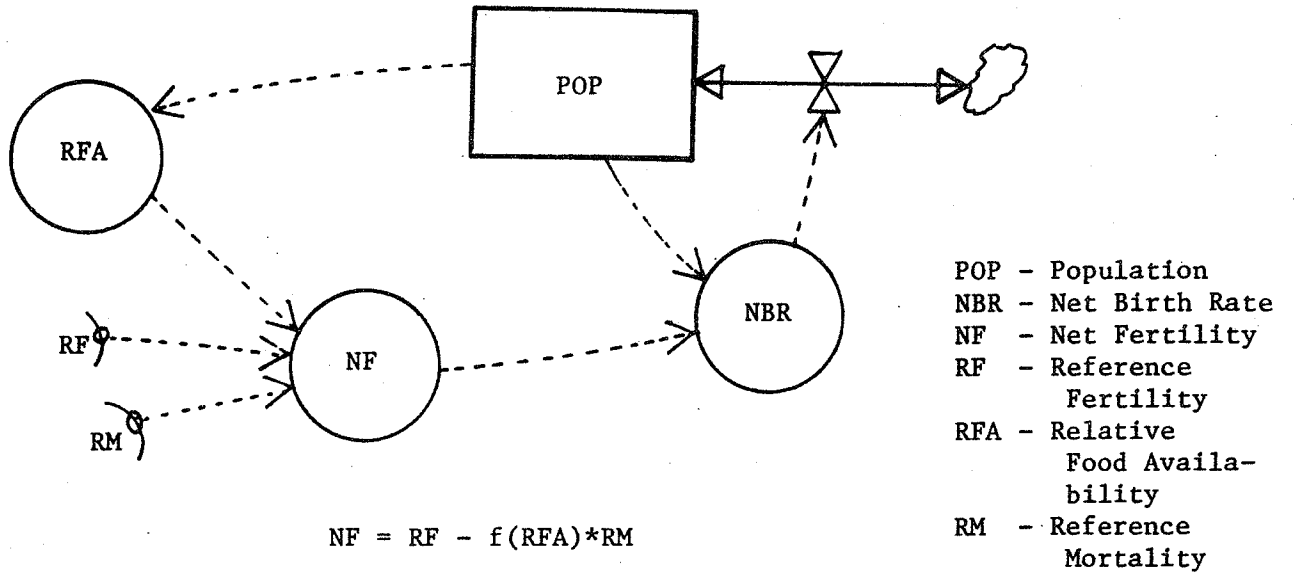 POP
RFA
NBR
RF
NF
RM
POP - Population
NBR - Net Birth Rate
NF - Net Fertility
RF - Reference
Fertility
RFA - Relative
Food Availa-
bility
RM - Reference
Mortality
NF = RF - f(RFA)*RM